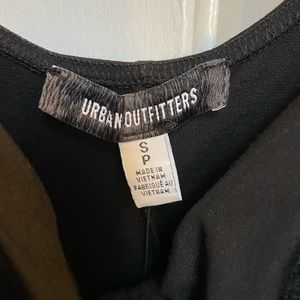 URBAN OUTFITTERS
S
P
MADE IN
VIETNAM
FABRIQUÉ AU
VIETNAM